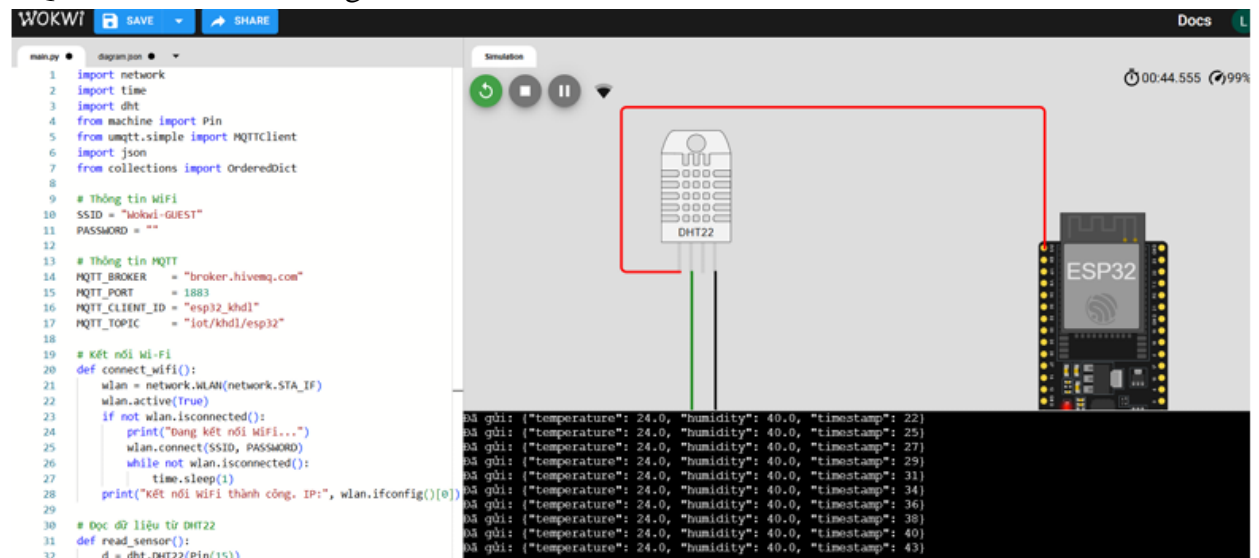 WOKWI SAVE SHARE Docs L
main.py diagram.json
Simulation
00:44.555 99%
1 import network
2 import time
3 import dht
4 from machine import Pin
5 from umqtt.simple import MQTTClient
6 import json
7 from collections import OrderedDict
8
9 # Thông tin WiFi
10 SSID = "Wokwi-GUEST"
11 PASSWORD = ""
12
13 # Thông tin MQTT
14 MQTT_BROKER = "broker.hivemq.com"
15 MQTT_PORT = 1883
16 MQTT_CLIENT_ID = "esp32_khdl"
17 MQTT_TOPIC = "iot/khdl/esp32"
18
19 # Kết nối Wi-Fi
20 def connect_wifi():
21 wlan = network.WLAN(network.STA_IF)
22 wlan.active(True)
23 if not wlan.isconnected():
24 print("Đang kết nối WiFi...")
25 wlan.connect(SSID, PASSWORD)
26 while not wlan.isconnected():
27 time.sleep(1)
28 print("Kết nối WiFi thành công. IP:", wlan.ifconfig()[0])
29
30 # Đọc dữ liệu từ DHT22
31 def read_sensor():
32 d = dht.DHT22(Pin(15))
DHT22
ESP32
Đã gửi: {"temperature": 24.0, "humidity": 40.0, "timestamp": 22}
Đã gửi: {"temperature": 24.0, "humidity": 40.0, "timestamp": 25}
Đã gửi: {"temperature": 24.0, "humidity": 40.0, "timestamp": 27}
Đã gửi: {"temperature": 24.0, "humidity": 40.0, "timestamp": 29}
Đã gửi: {"temperature": 24.0, "humidity": 40.0, "timestamp": 31}
Đã gửi: {"temperature": 24.0, "humidity": 40.0, "timestamp": 34}
Đã gửi: {"temperature": 24.0, "humidity": 40.0, "timestamp": 36}
Đã gửi: {"temperature": 24.0, "humidity": 40.0, "timestamp": 38}
Đã gửi: {"temperature": 24.0, "humidity": 40.0, "timestamp": 40}
Đã gửi: {"temperature": 24.0, "humidity": 40.0, "timestamp": 43}